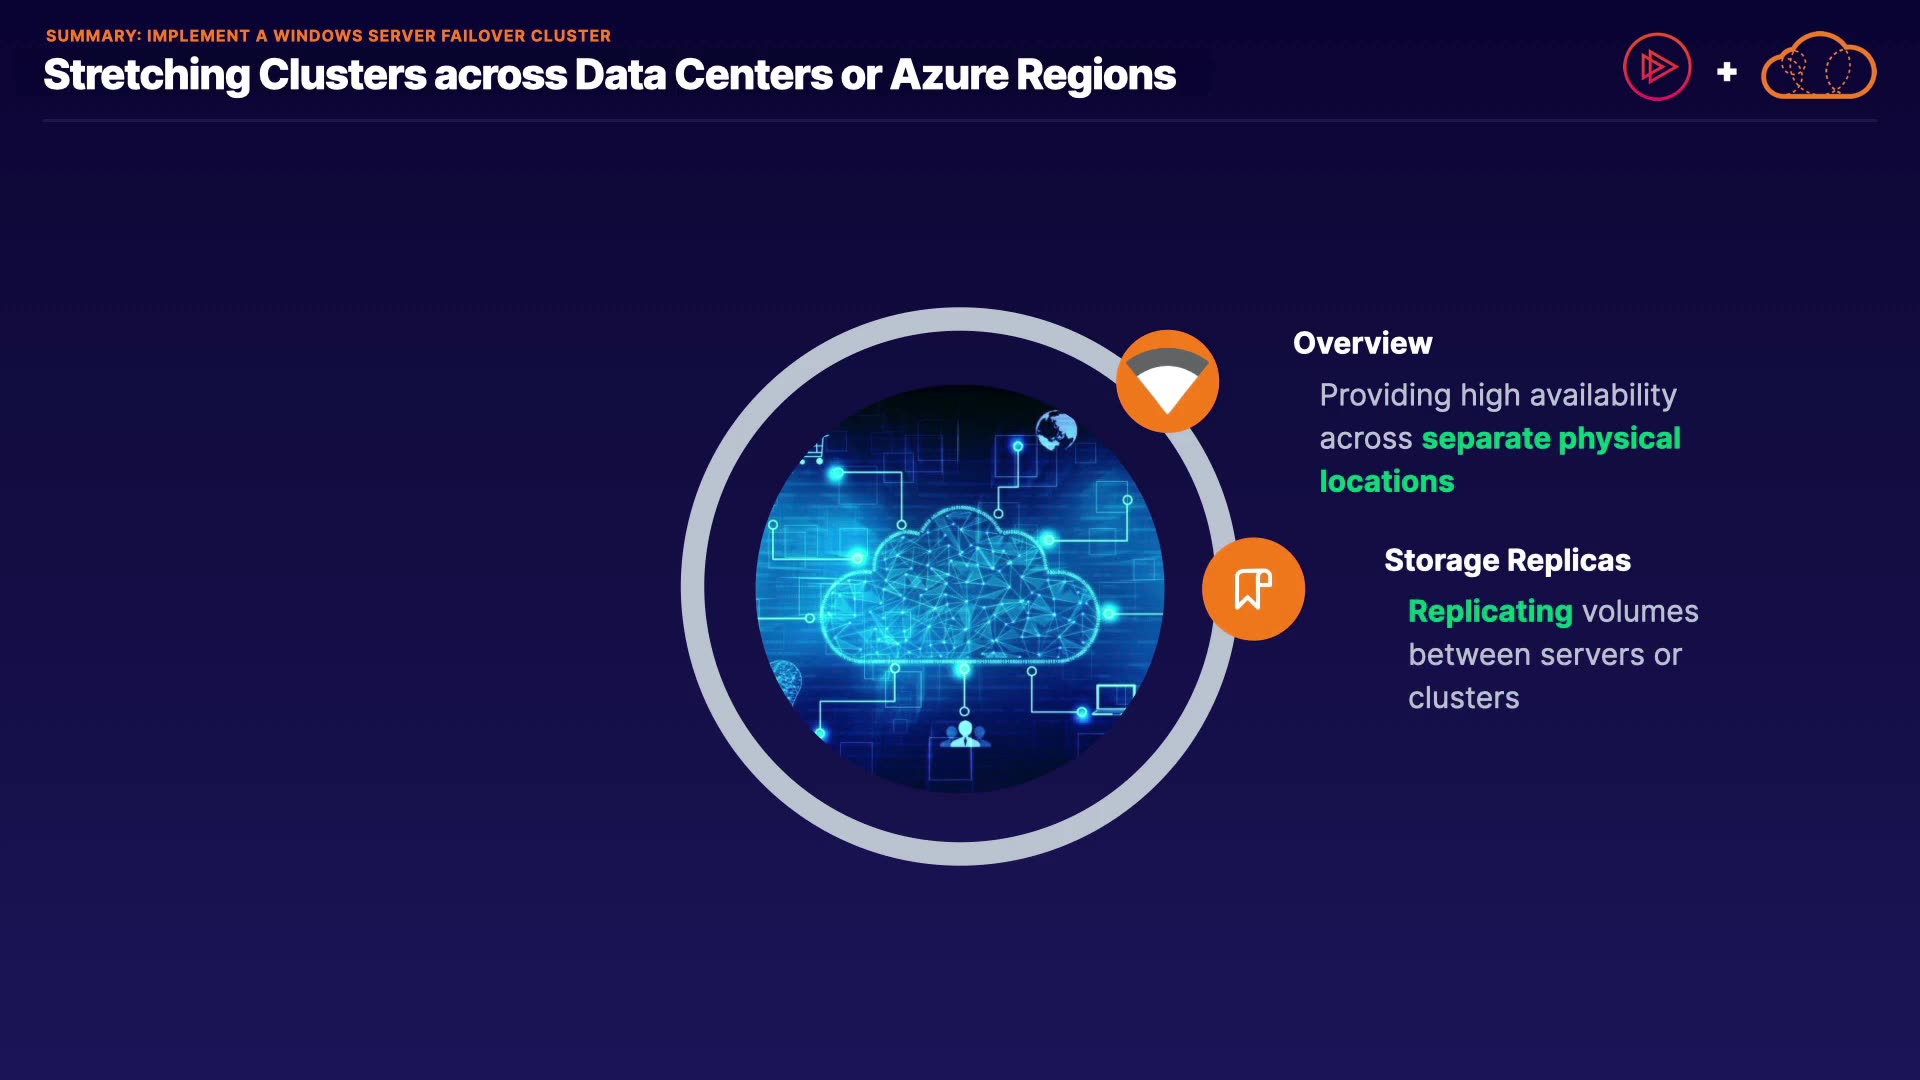 SUMMARY: IMPLEMENT A WINDOWS SERVER FAILOVER CLUSTER
Stretching Clusters across Data Centers or Azure Regions
+
Overview
Providing high availability
across separate physical
locations
Storage Replicas
Replicating volumes
between servers or
clusters